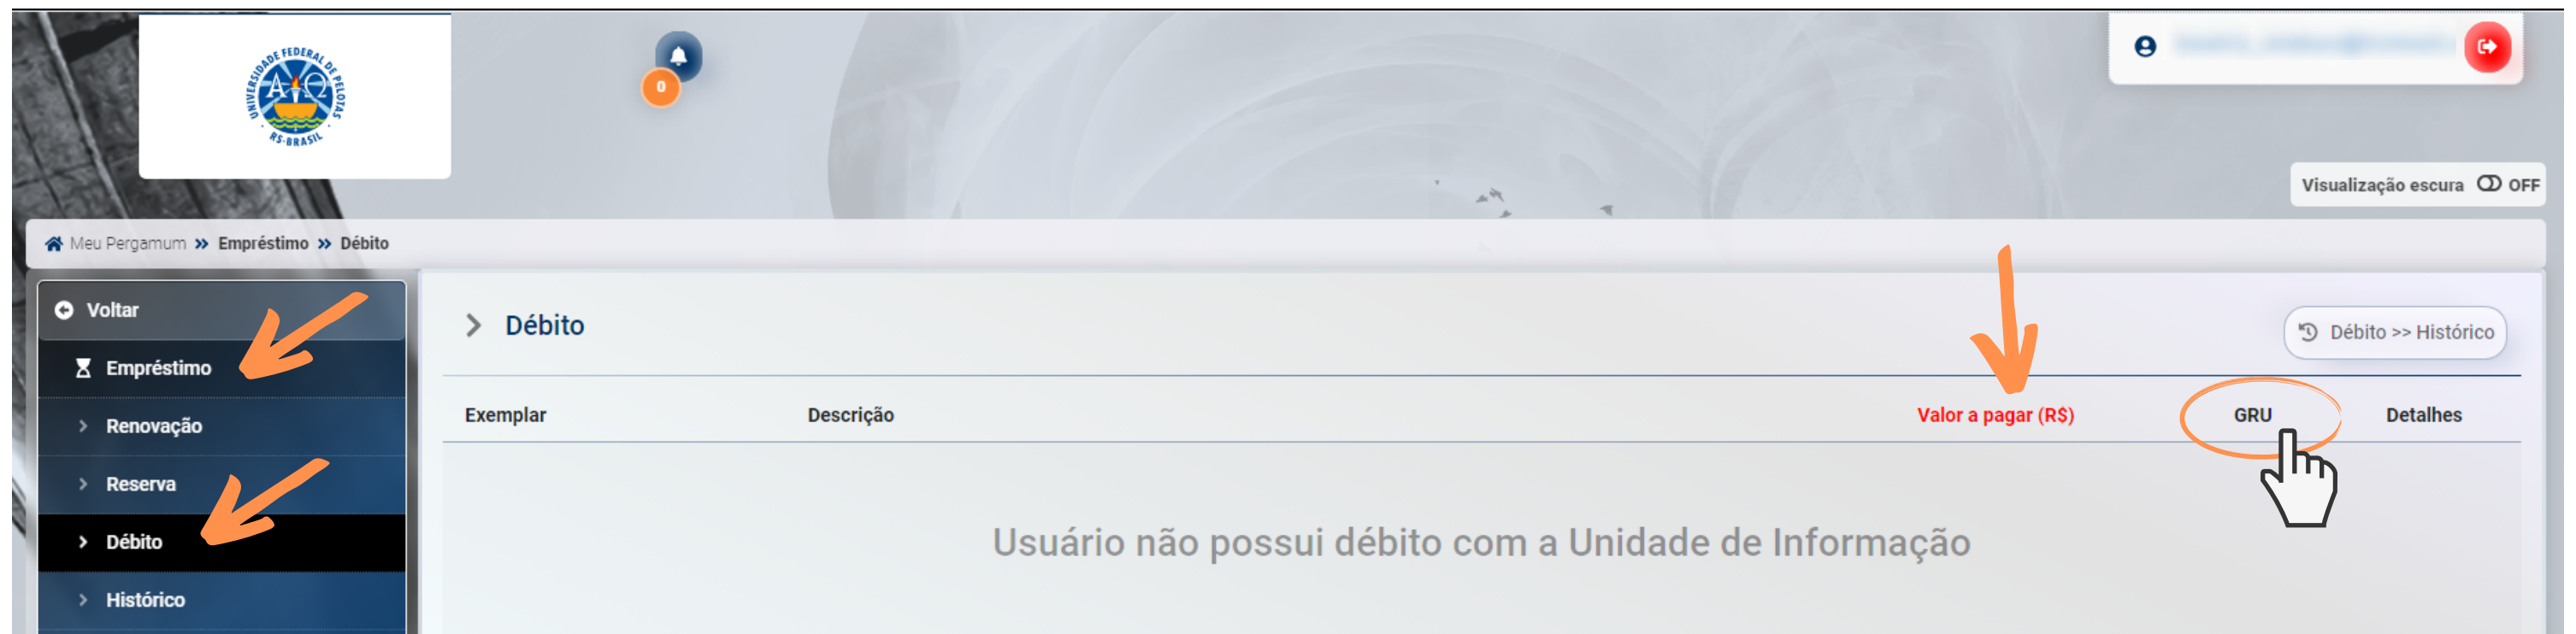 UNIVERSIDADE FEDERAL DE PELOTAS
RS-BRASIL
ΑΩ
0
Visualização escura OFF
Meu Pergamum » Empréstimo » Débito
Voltar
Empréstimo
Renovação
Reserva
Débito
Histórico
Débito
Débito >> Histórico
Exemplar Descrição Valor a pagar (R$) GRU Detalhes
Usuário não possui débito com a Unidade de Informação